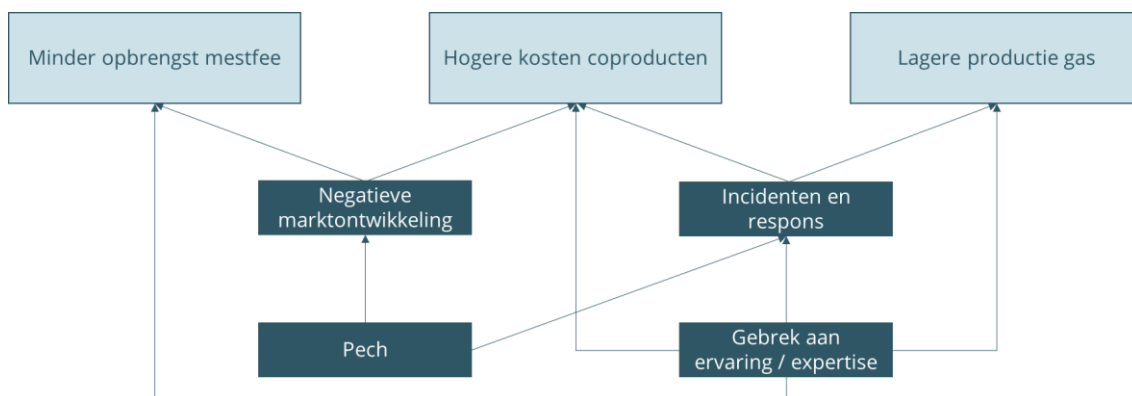 Minder opbrengst mestfee
Hogere kosten coproducten
Lagere productie gas
Negatieve
marktontwikkeling
Incidenten en
respons
Pech
Gebrek aan
ervaring / expertise